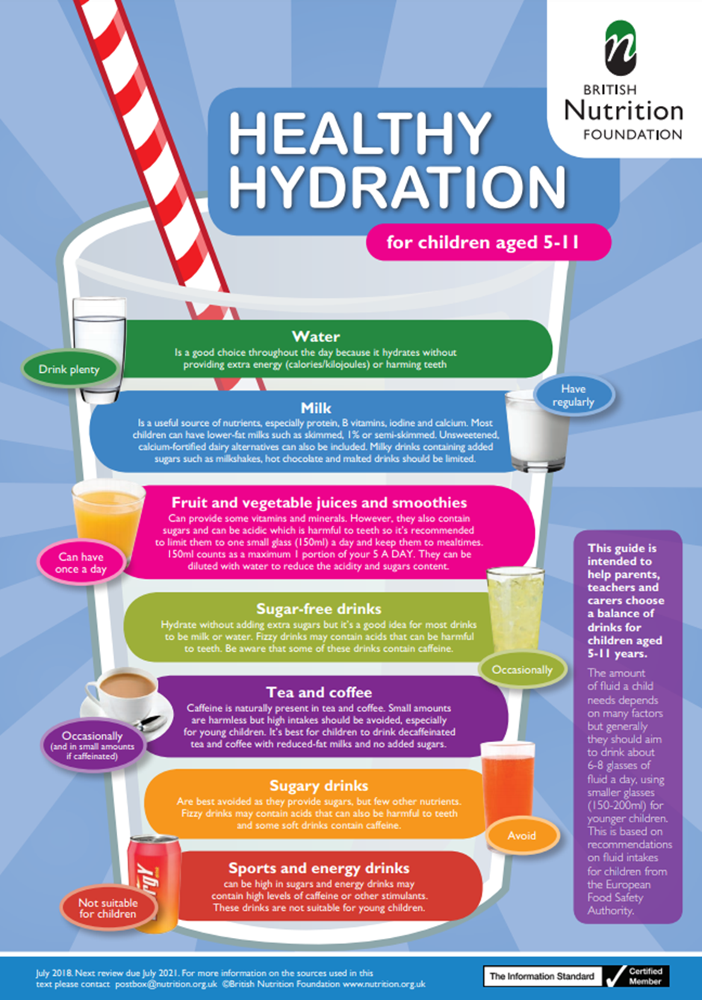 BRITISH
Nutrition
FOUNDATION
HEALTHY
HYDRATION
for children aged 5-11
Water
Is a good choice throughout the day because it hydrates without
providing extra energy (calories/kilojoules) or harming teeth
Drink plenty
Milk
Is a useful source of nutrients, especially protein, B vitamins, iodine and calcium. Most
children can have lower-fat milks such as skimmed, 1% or semi-skimmed. Unsweetened,
calcium-fortified dairy alternatives can also be included. Milky drinks containing added
sugars such as milkshakes, hot chocolate and malted drinks should be limited.
Have
regularly
Fruit and vegetable juices and smoothies
Can provide some vitamins and minerals. However, they also contain
sugars and can be acidic which is harmful to teeth so it's recommended
to limit them to one small glass (150ml) a day and keep them to mealtimes.
150ml counts as a maximum 1 portion of your 5 A DAY. They can be
diluted with water to reduce the acidity and sugars content.
Can have
once a day
Sugar-free drinks
Hydrate without adding extra sugars but it's a good idea for most drinks
to be milk or water. Fizzy drinks may contain acids that can be harmful
to teeth. Be aware that some of these drinks contain caffeine.
Occasionally
Tea and coffee
Caffeine is naturally present in tea and coffee. Small amounts
are harmless but high intakes should be avoided, especially
for young children. It's best for children to drink decaffeinated
tea and coffee with reduced-fat milks and no added sugars.
Occasionally
(and in small amounts
if caffeinated)
Sugary drinks
Are best avoided as they provide sugars, but few other nutrients.
Fizzy drinks may contain acids that can also be harmful to teeth
and some soft drinks contain caffeine.
Avoid
Sports and energy drinks
can be high in sugars and energy drinks may
contain high levels of caffeine or other stimulants.
These drinks are not suitable for young children.
Not suitable
for children
This guide is
intended to
help parents,
teachers and
carers choose
a balance of
drinks for
children aged
5-11 years.
The amount
of fluid a child
needs depends
on many factors
but generally
they should aim
to drink about
6-8 glasses of
fluid a day, using
smaller glasses
(150-200ml) for
younger children.
This is based on
recommendations
on fluid intakes
for children from
the European
Food Safety
Authority.
July 2018. Next review due July 2021. For more information on the sources used in this
text please contact postbox@nutrition.org.uk ©British Nutrition Foundation www.nutrition.org.uk
The Information Standard
Certified
Member